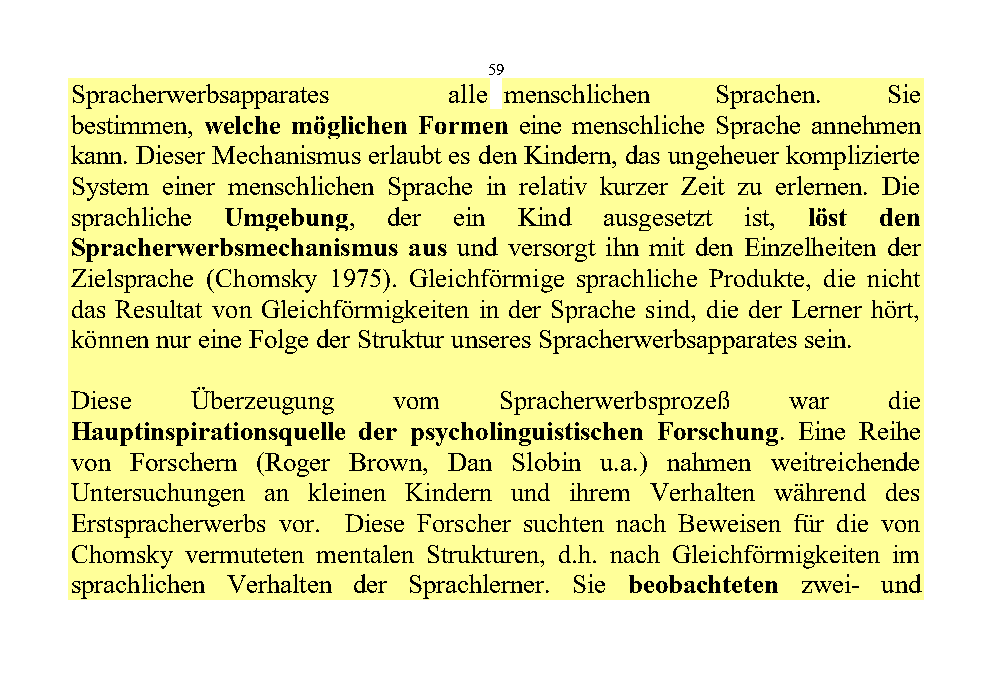 59
Spracherwerbsapparates alle menschlichen Sprachen. Sie
bestimmen, welche möglichen Formen eine menschliche Sprache annehmen
kann. Dieser Mechanismus erlaubt es den Kindern, das ungeheuer komplizierte
System einer menschlichen Sprache in relativ kurzer Zeit zu erlernen. Die
sprachliche Umgebung, der ein Kind ausgesetzt ist, löst den
Spracherwerbsmechanismus aus und versorgt ihn mit den Einzelheiten der
Zielsprache (Chomsky 1975). Gleichförmige sprachliche Produkte, die nicht
das Resultat von Gleichförmigkeiten in der Sprache sind, die der Lerner hört,
können nur eine Folge der Struktur unseres Spracherwerbsapparates sein.
Diese Überzeugung vom Spracherwerbsprozeß war die
Hauptinspirationsquelle der psycholinguistischen Forschung. Eine Reihe
von Forschern (Roger Brown, Dan Slobin u.a.) nahmen weitreichende
Untersuchungen an kleinen Kindern und ihrem Verhalten während des
Erstspracherwerbs vor. Diese Forscher suchten nach Beweisen für die von
Chomsky vermuteten mentalen Strukturen, d.h. nach Gleichförmigkeiten im
sprachlichen Verhalten der Sprachlerner. Sie beobachteten zwei- und